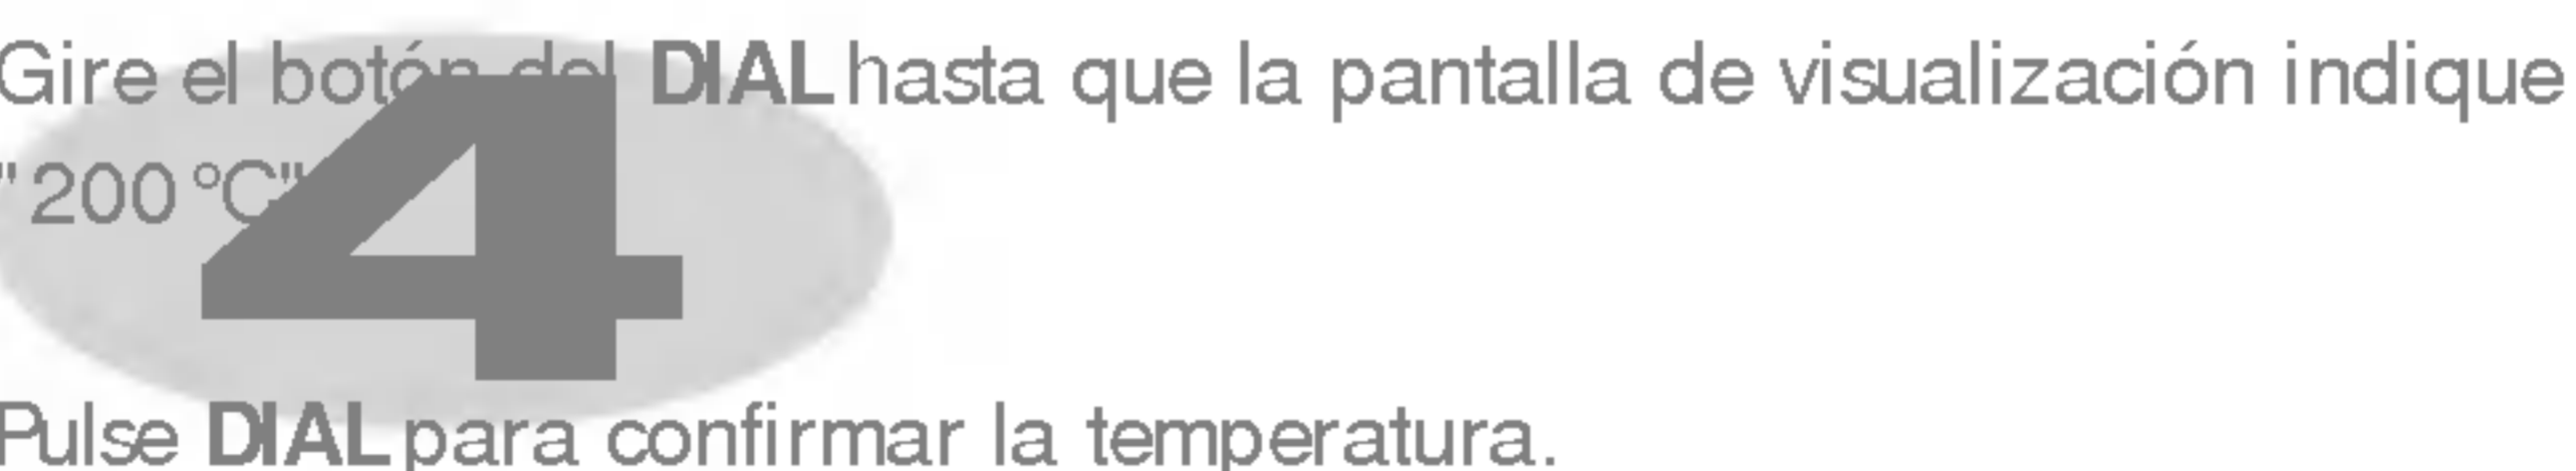 Gire el botón del DIAL hasta que la pantalla de visualización indique
"200 °C"
4
Pulse DIAL para confirmar la temperatura.